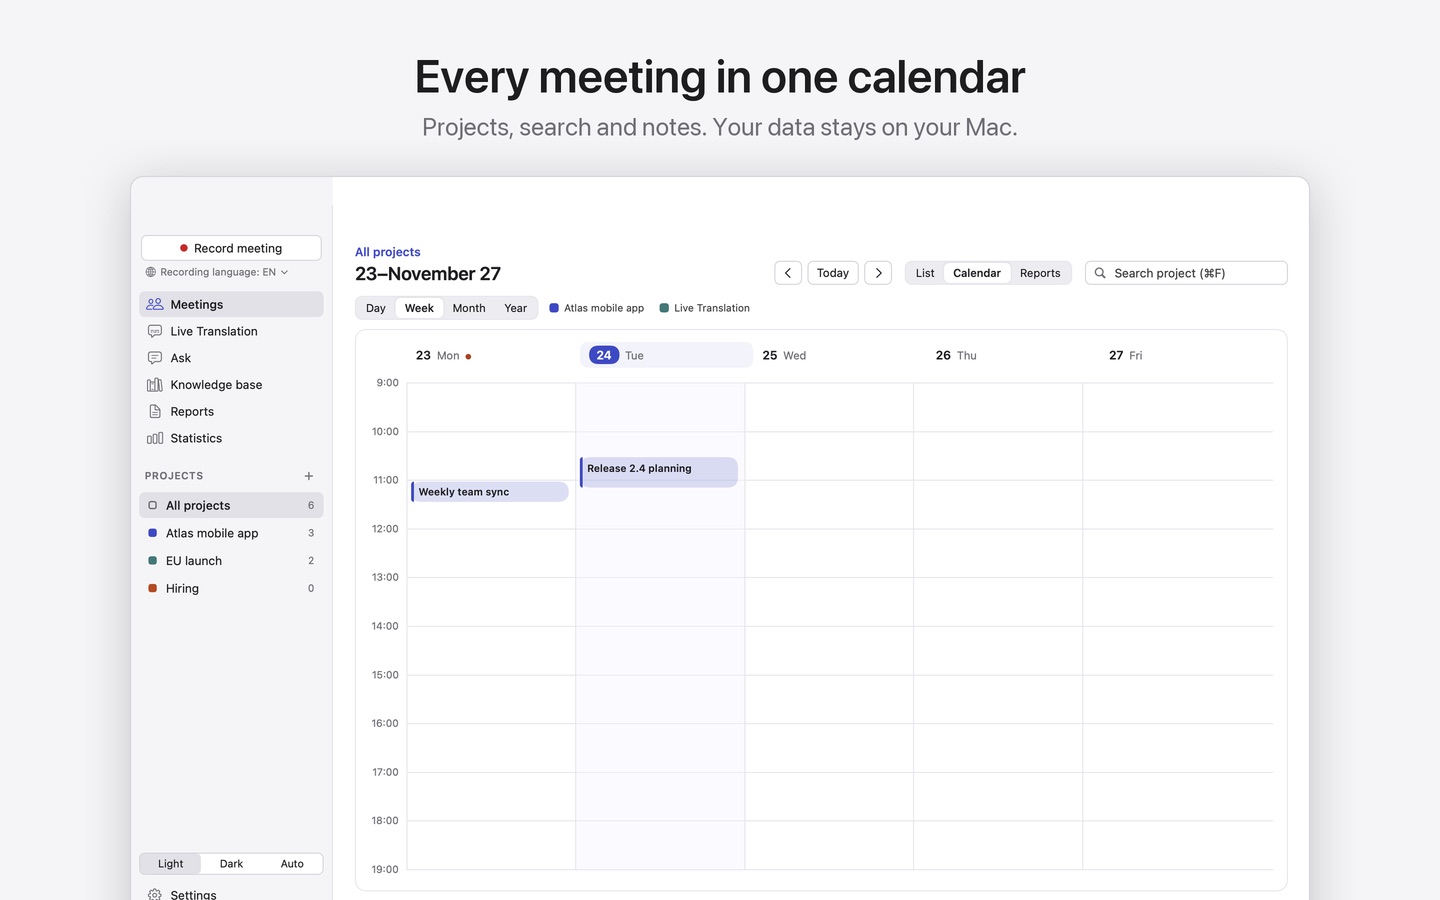 Every meeting in one calendar
Projects, search and notes. Your data stays on your Mac.
Record meeting
Recording language: EN
Meetings
Live Translation
Ask
Knowledge base
Reports
Statistics
PROJECTS
All projects 6
Atlas mobile app 3
EU launch 2
Hiring 0
Light Dark Auto
Settings
All projects
23–November 27
Today
List Calendar Reports
Search project (⌘F)
Day Week Month Year
Atlas mobile app Live Translation
23 Mon 24 Tue 25 Wed 26 Thu 27 Fri
9:00
10:00
Release 2.4 planning
11:00
Weekly team sync
12:00
13:00
14:00
15:00
16:00
17:00
18:00
19:00